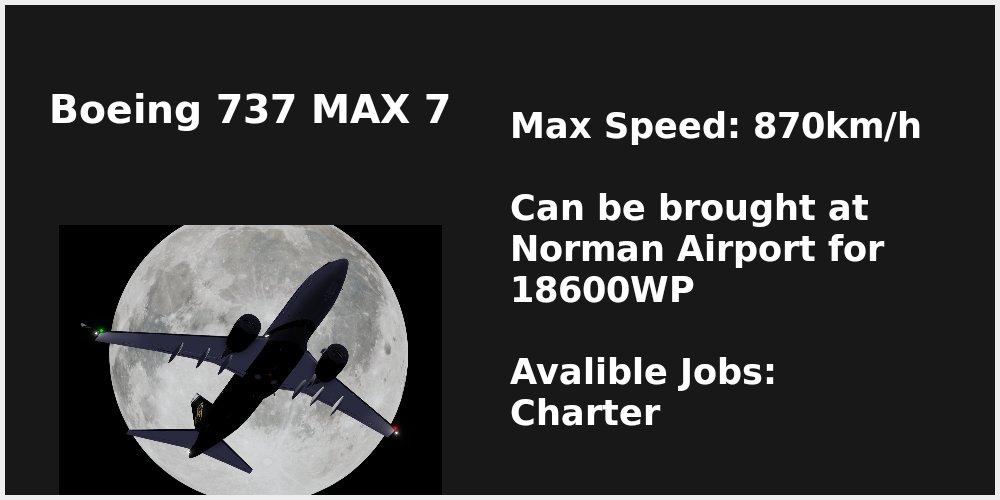 Boeing 737 MAX 7
Max Speed: 870km/h
Can be brought at
Norman Airport for
18600WP
Avalible Jobs:
Charter